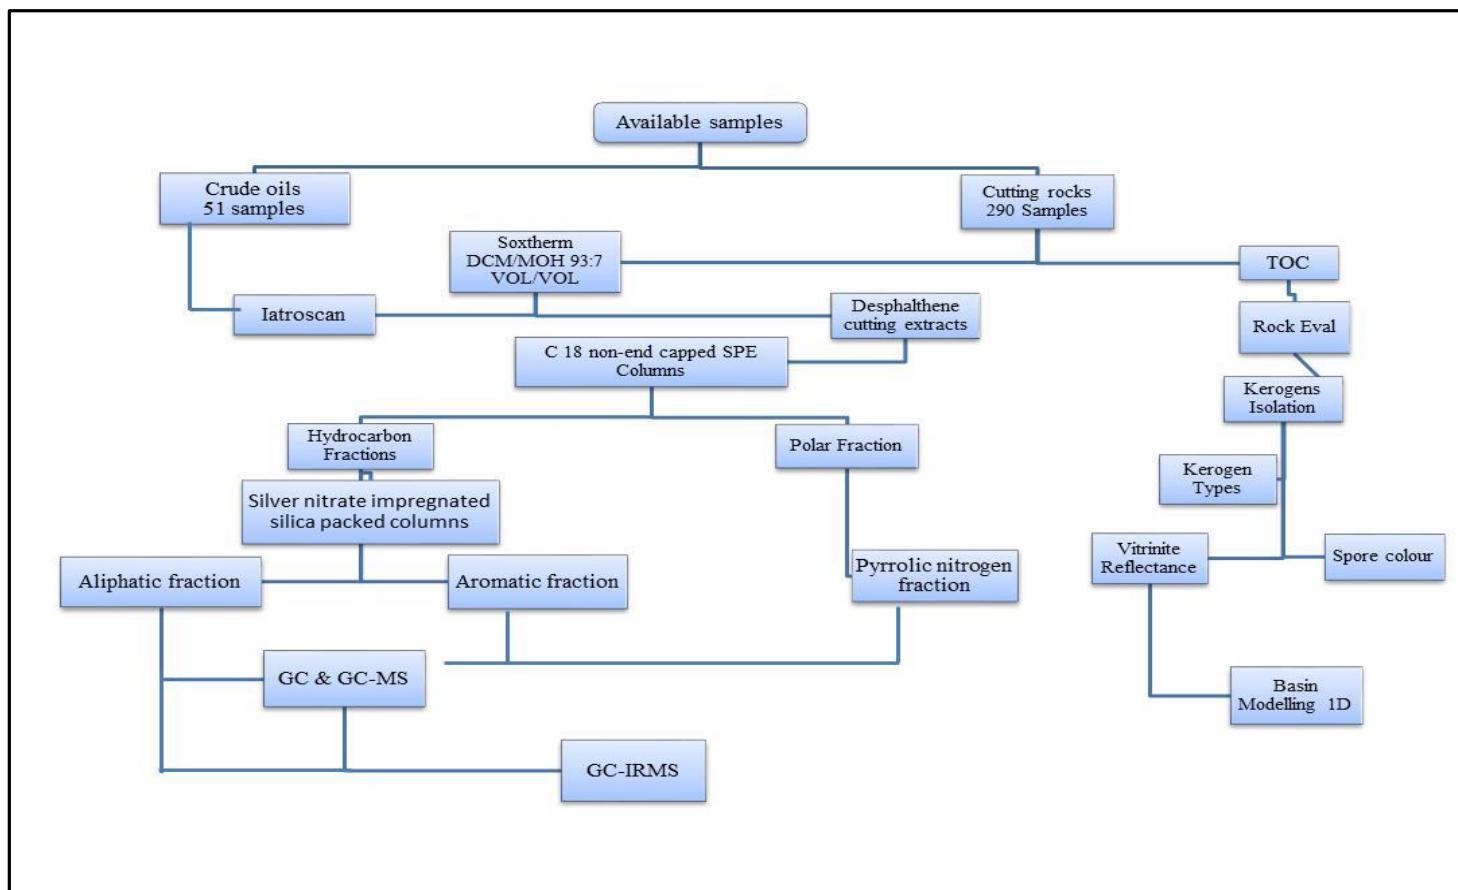 Available samples
Crude oils
51 samples
Cutting rocks
290 Samples
Soxtherm
DCM/MOH 93:7
VOL/VOL
TOC
Iatroscan
Desphalthene
cutting extracts
Rock Eval
C 18 non-end capped SPE
Columns
Kerogens
Isolation
Hydrocarbon
Fractions
Polar Fraction
Kerogen
Types
Silver nitrate impregnated
silica packed columns
Vitrinite
Reflectance
Spore colour
Aliphatic fraction
Aromatic fraction
Pyrrolic nitrogen
fraction
GC & GC-MS
Basin
Modelling 1D
GC-IRMS